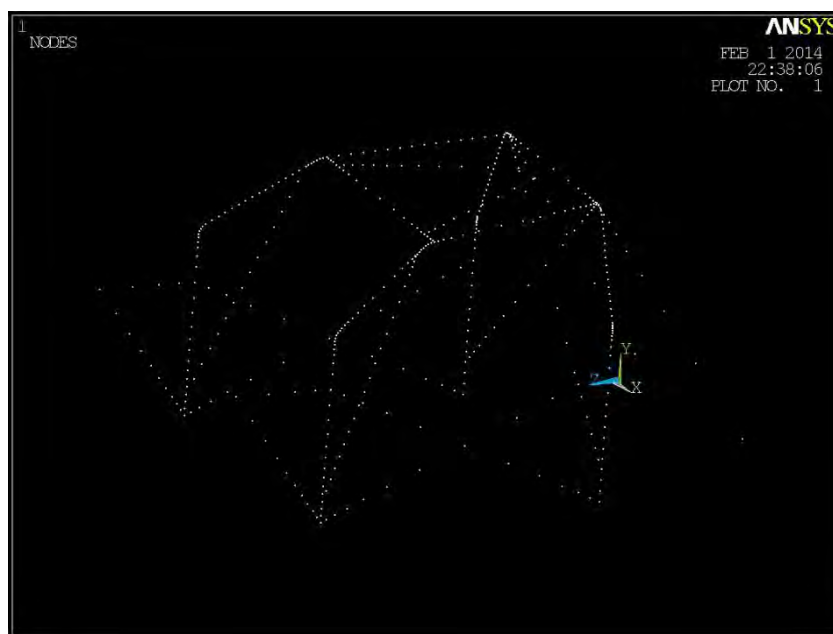 1
NODES
ANSYS
FEB 1 2014
22:38:06
PLOT NO. 1
Y
Z
X